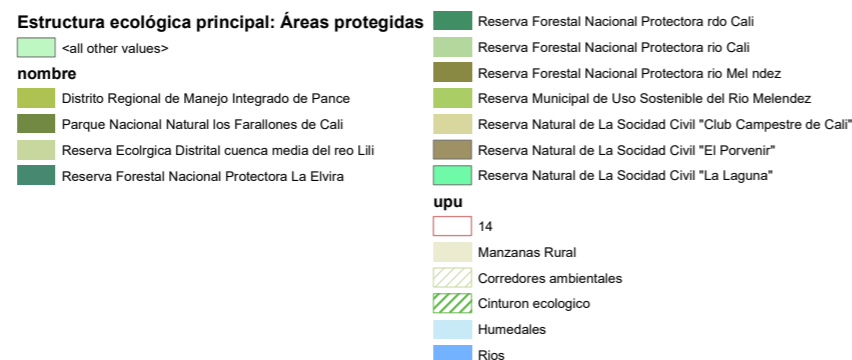 Estructura ecológica principal: Áreas protegidas
<all other values>
nombre
Distrito Regional de Manejo Integrado de Pance
Parque Nacional Natural los Farallones de Cali
Reserva Ecolrgica Distrital cuenca media del reo Lili
Reserva Forestal Nacional Protectora La Elvira
Reserva Forestal Nacional Protectora rdo Cali
Reserva Forestal Nacional Protectora rio Cali
Reserva Forestal Nacional Protectora rio Mel ndez
Reserva Municipal de Uso Sostenible del Rio Melendez
Reserva Natural de La Socidad Civil "Club Campestre de Cali"
Reserva Natural de La Socidad Civil "El Porvenir"
Reserva Natural de La Socidad Civil "La Laguna"
upu
14
Manzanas Rural
Corredores ambientales
Cinturon ecologico
Humedales
Rios